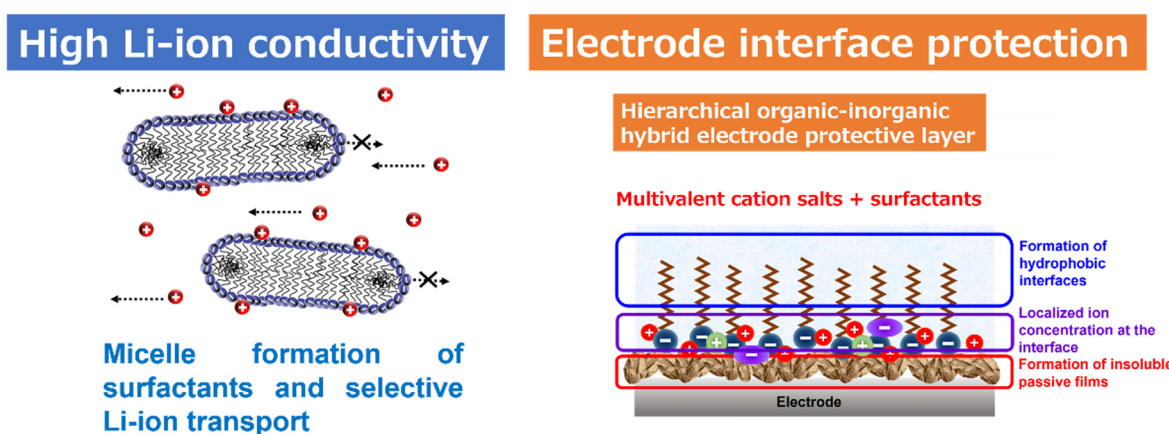 High Li-ion conductivity
Micelle formation of
surfactants and selective
Li-ion transport
Electrode interface protection
Hierarchical organic-inorganic
hybrid electrode protective layer
Multivalent cation salts + surfactants
Formation of
hydrophobic
interfaces
Localized ion
concentration at the
interface
Formation of insoluble
passive films
Electrode